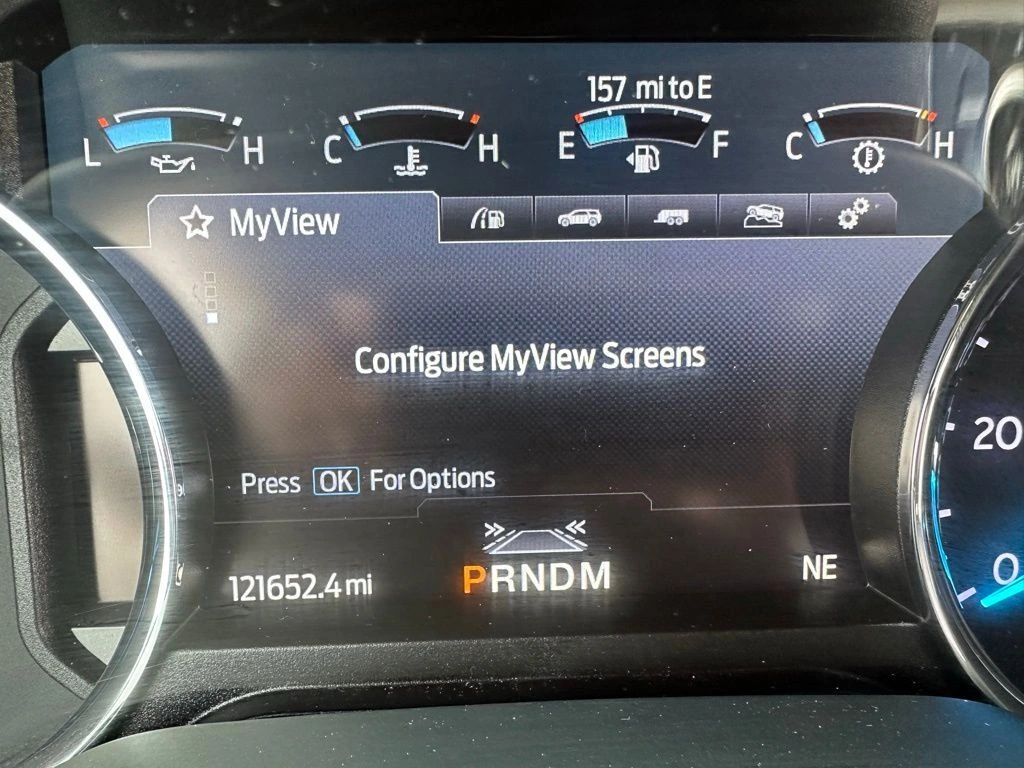 157 mi to E
L H C H E F C H
MyView
Configure MyView Screens
Press OK For Options
20
0
121652.4 mi
PRNDM
NE